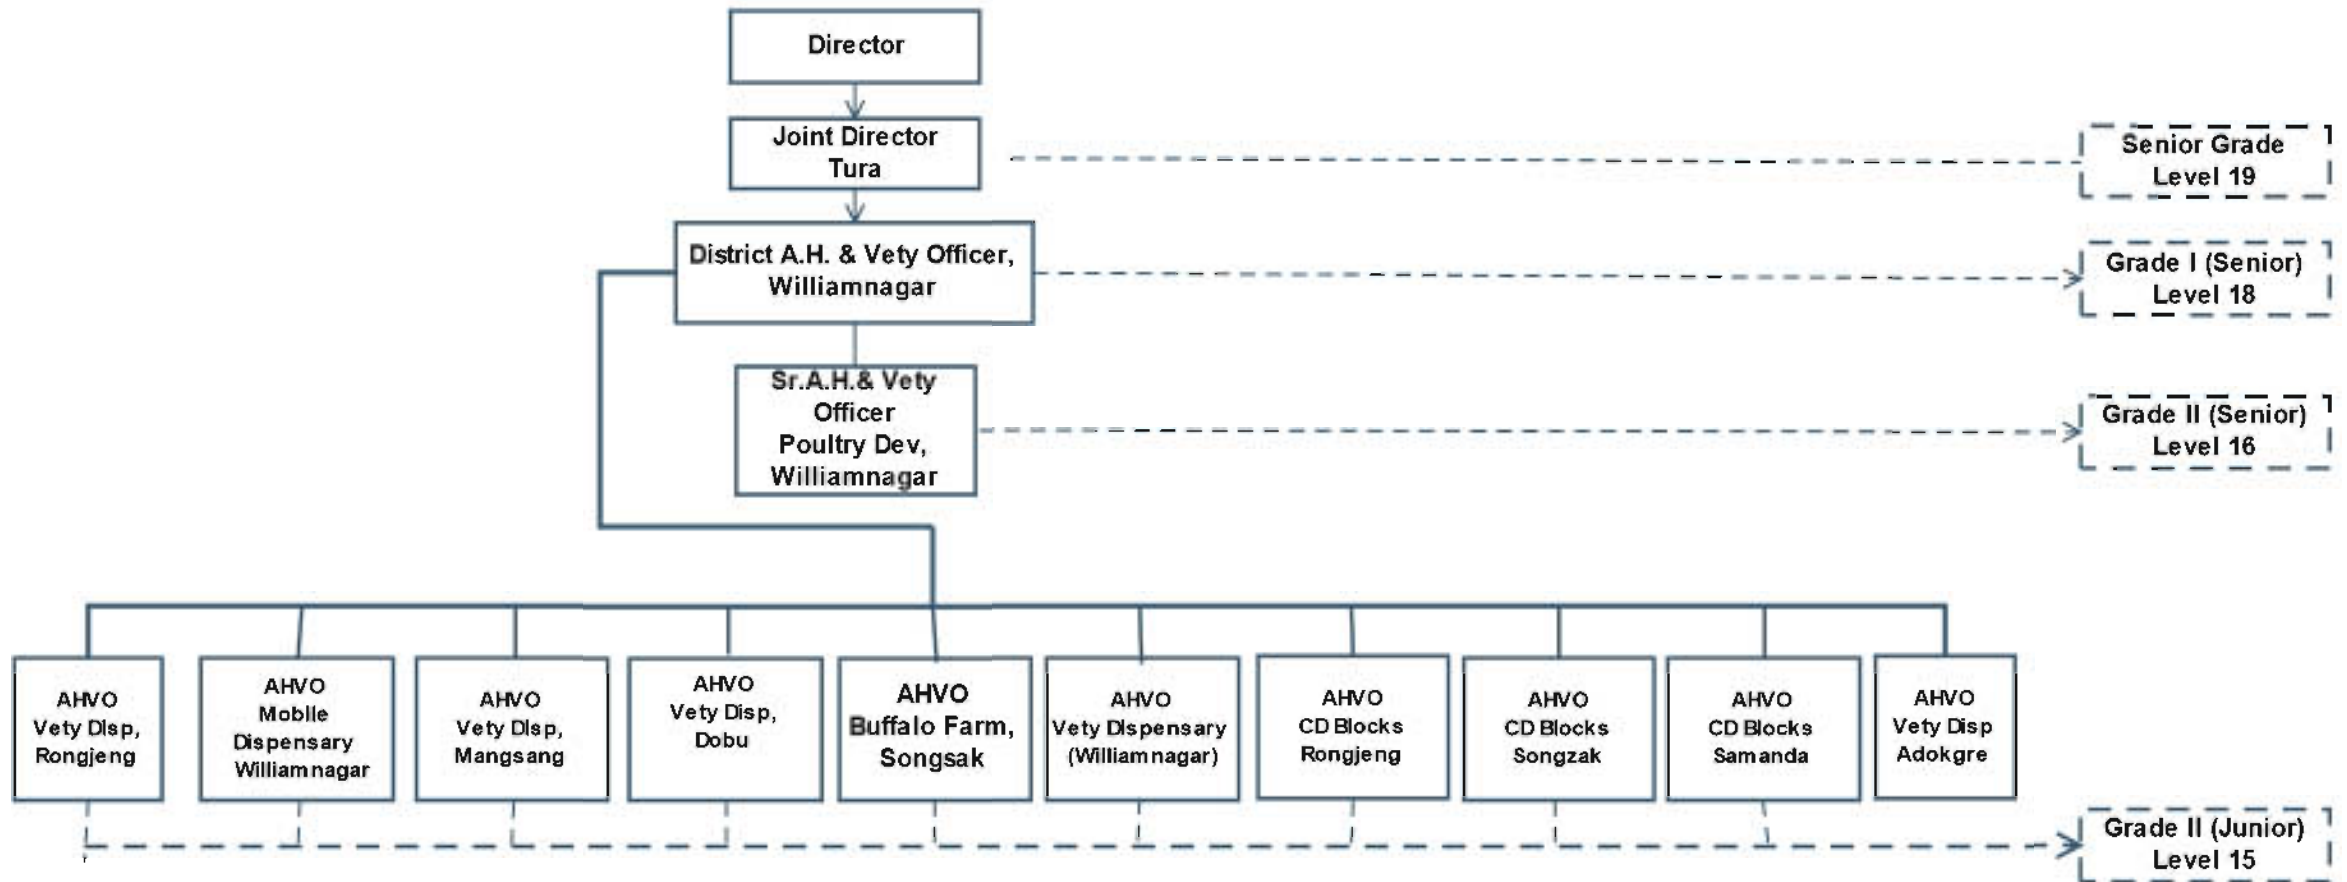 Director
Joint Director
Tura
Senior Grade
Level 19
District A.H. & Vety Officer,
Williamnagar
Grade I (Senior)
Level 18
Sr.A.H.& Vety
Officer
Poultry Dev,
Williamnagar
Grade II (Senior)
Level 16
AHVO
Vety Disp,
Rongjeng
AHVO
Mobile
Dispensary
Williamnagar
AHVO
Vety Disp,
Mangsang
AHVO
Vety Disp,
Dobu
AHVO
Buffalo Farm,
Songsak
AHVO
Vety Dispensary
(Williamnagar)
AHVO
CD Blocks
Rongjeng
AHVO
CD Blocks
Songzak
AHVO
CD Blocks
Samanda
AHVO
Vety Disp
Adokgre
Grade II (Junior)
Level 15